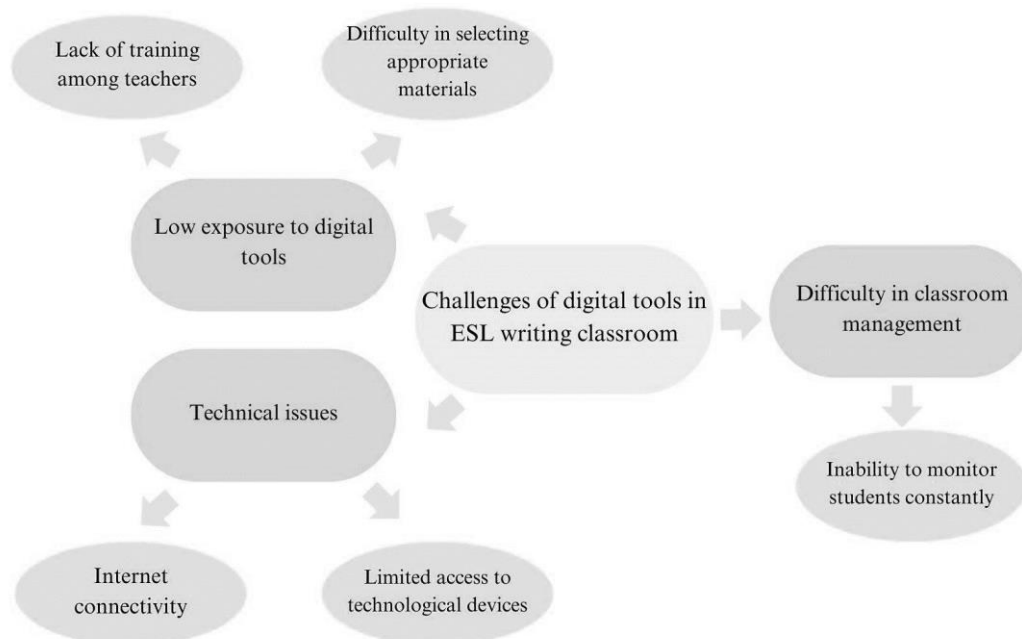 Lack of training
among teachers
Difficulty in selecting
appropriate
materials
Low exposure to digital
tools
Challenges of digital tools in
ESL writing classroom
Difficulty in classroom
management
Technical issues
Inability to monitor
students constantly
Internet
connectivity
Limited access to
technological devices